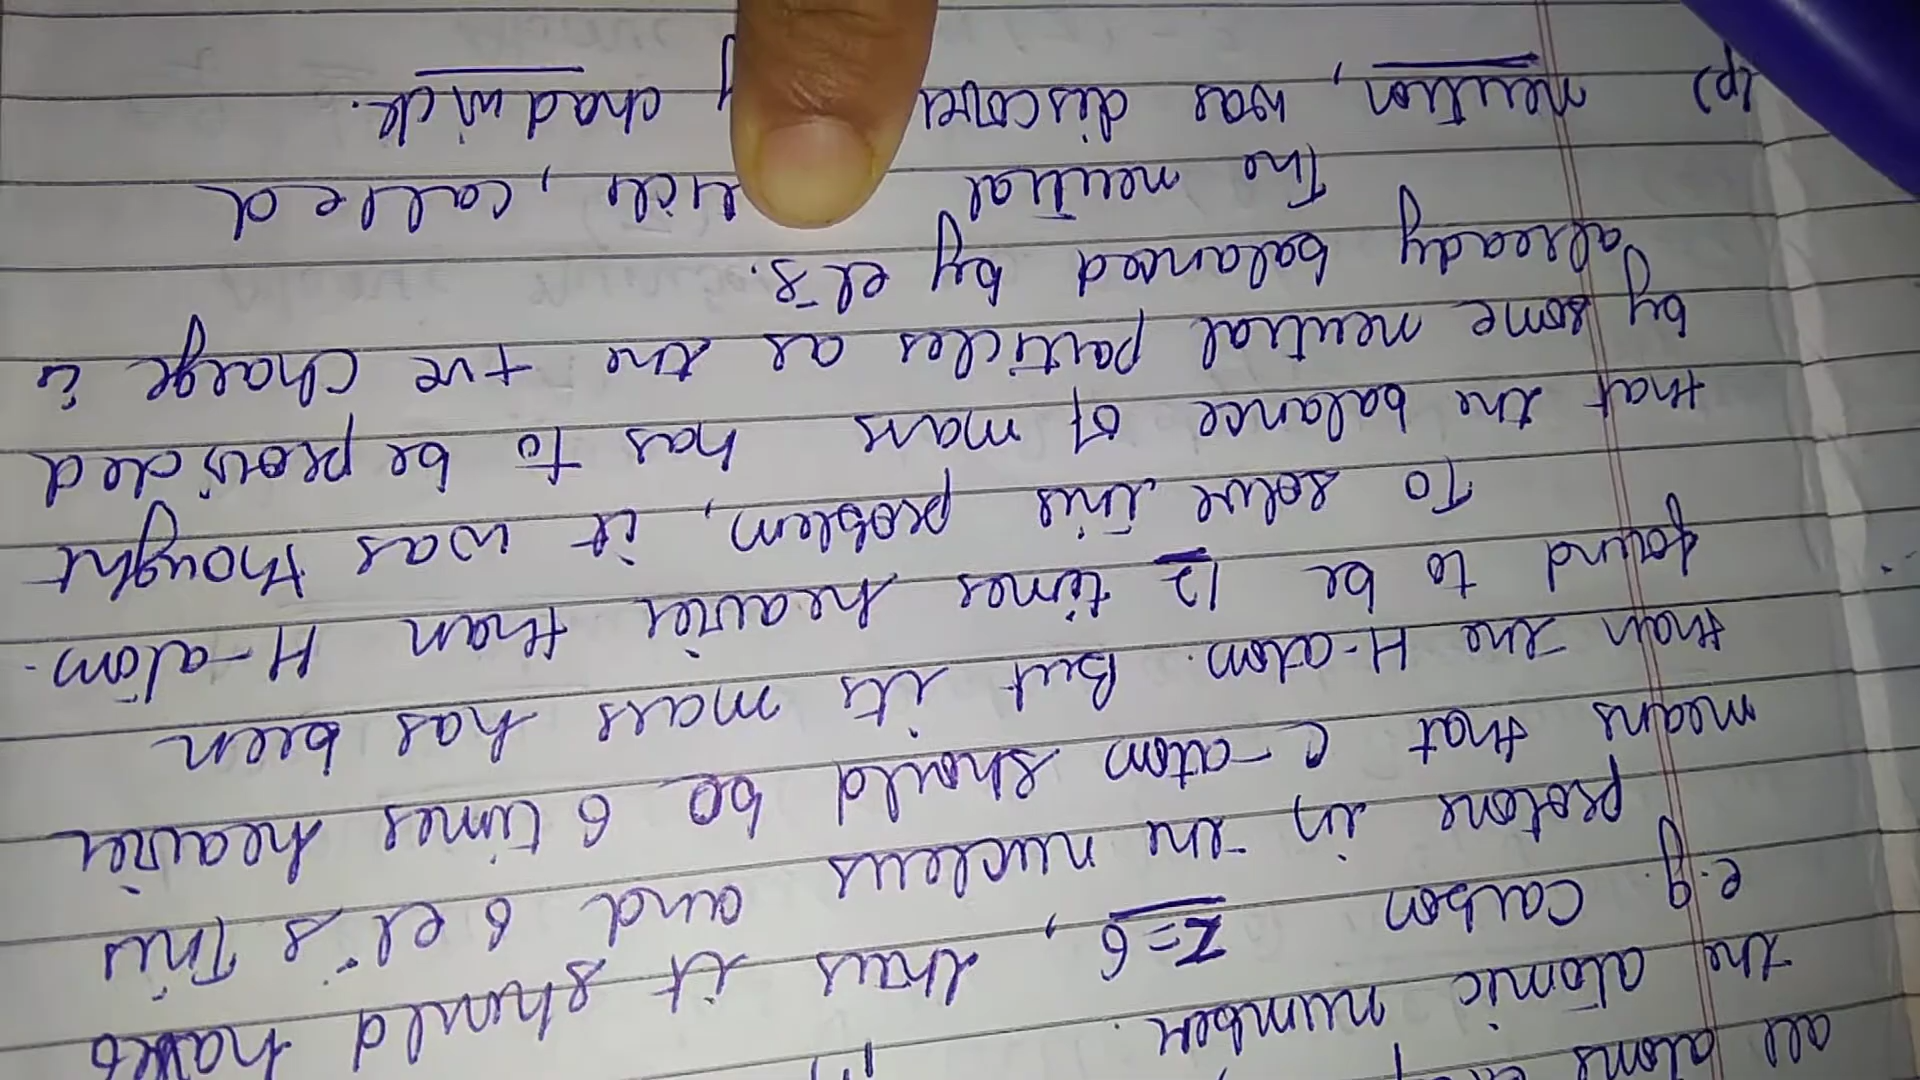 all atoms
the atomic number.
e.g. carbon Z=6, thus it should have 6
protons in the nucleus and 6 el⁻s This
means that C-atom should be 6 times heavier
than the H-atom. But its mass has been
found to be 12 times heavier than H-atom.
To solve this problem, it was thought
that the balance of mass has to be provided
by some neutral particles as the +ve charge is
already balanced by el⁻s.
The neutral called
neutron, was chadwick.